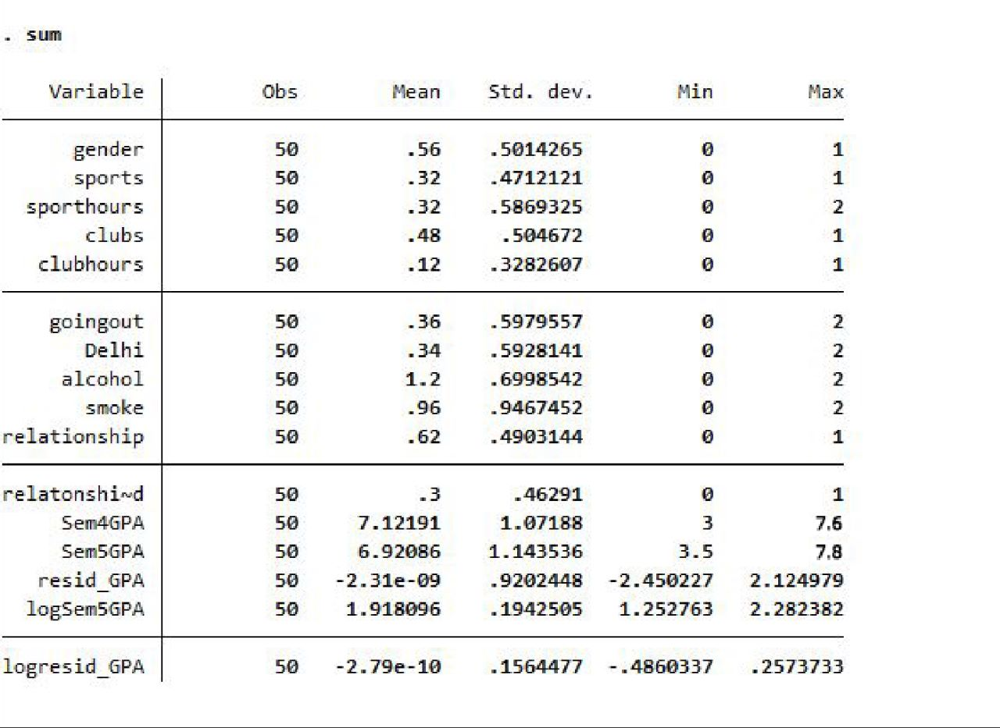 . sum
Variable Obs Mean Std. dev. Min Max
gender 50 .56 .5014265 0 1
sports 50 .32 .4712121 0 1
sporthours 50 .32 .5869325 0 2
clubs 50 .48 .504672 0 1
clubhours 50 .12 .3282607 0 1
goingout 50 .36 .5979557 0 2
Delhi 50 .34 .5928141 0 2
alcohol 50 1.2 .6998542 0 2
smoke 50 .96 .9467452 0 2
relationship 50 .62 .4903144 0 1
relatonshi~d 50 .3 .46291 0 1
Sem4GPA 50 7.12191 1.07188 3 7.6
Sem5GPA 50 6.92086 1.143536 3.5 7.8
resid_GPA 50 -2.31e-09 .9202448 -2.450227 2.124979
logSem5GPA 50 1.918096 .1942505 1.252763 2.282382
logresid_GPA 50 -2.79e-10 .1564477 -.4860337 .2573733